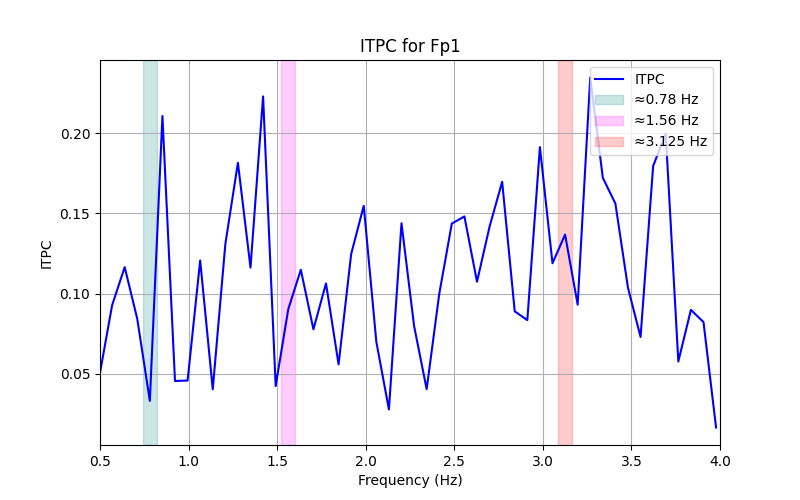 ITPC for Fp1
ITPC
≈0.78 Hz
≈1.56 Hz
≈3.125 Hz
0.20
0.15
0.10
0.05
ITPC
0.5 1.0 1.5 2.0 2.5 3.0 3.5 4.0
Frequency (Hz)